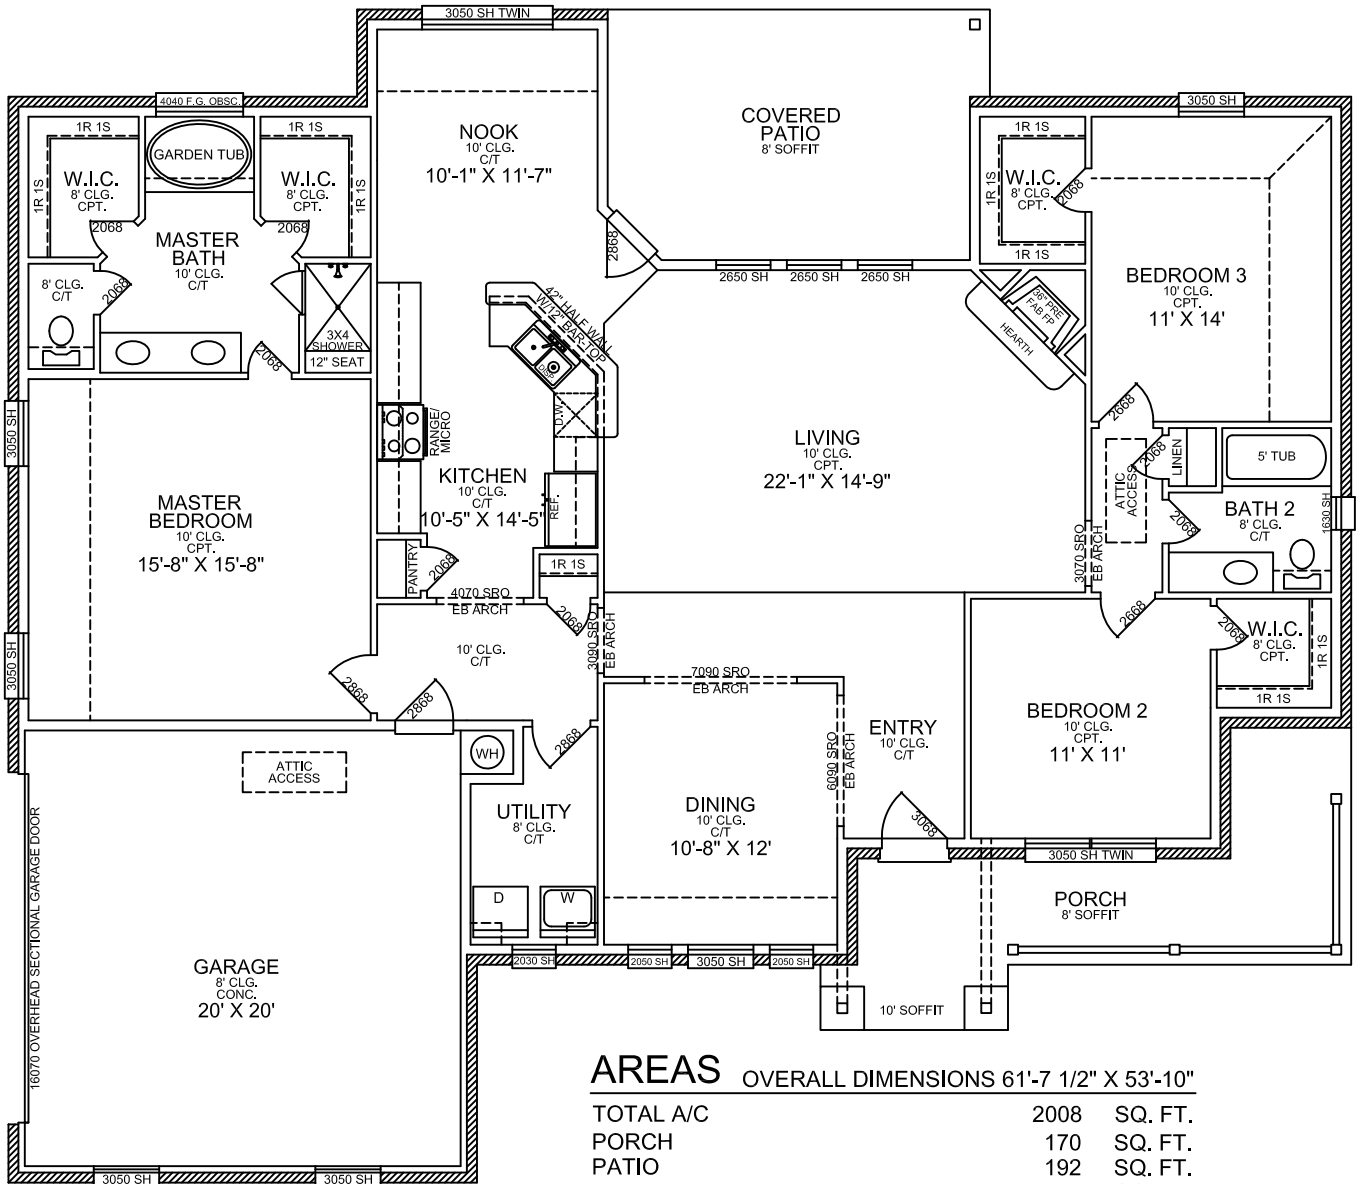 3050 SH TWIN
4040 F.G. OBSC.
3050 SH
1R 1S
1R 1S
GARDEN TUB
W.I.C.
8' CLG.
CPT.
1R 1S
1R 1S
W.I.C.
8' CLG.
CPT.
2068
2068
MASTER
BATH
10' CLG.
C/T
8' CLG.
C/T
2068
3X4
SHOWER
12" SEAT
2068
NOOK
10' CLG.
C/T
10'-1" X 11'-7"
COVERED
PATIO
8' SOFFIT
2868
2650 SH
2650 SH
2650 SH
1R 1S
1R 1S
W.I.C.
8' CLG.
CPT.
1R 1S
2068
BEDROOM 3
10' CLG.
CPT.
11' X 14'
36" PRE
FAB FP
HEARTH
42" HALF WALL
W/12" BAR-TOP
DISP.
D.W.
RANGE/
MICRO
KITCHEN
10' CLG.
C/T
10'-5" X 14'-5"
REF.
PANTRY
2068
1R 1S
4070 SRO
EB ARCH
2068
3090 SRO
EB ARCH
LIVING
10' CLG.
CPT.
22'-1" X 14'-9"
3070 SRO
EB ARCH
2668
ATTIC
ACCESS
2068
LINEN
5' TUB
BATH 2
8' CLG.
C/T
1630 SH
2068
2668
2068
W.I.C.
8' CLG.
CPT.
1R 1S
1R 1S
3050 SH
3050 SH
MASTER
BEDROOM
10' CLG.
CPT.
15'-8" X 15'-8"
10' CLG.
C/T
2868
2868
2868
7090 SRO
EB ARCH
6090 SRO
EB ARCH
ENTRY
10' CLG.
C/T
3068
BEDROOM 2
10' CLG.
CPT.
11' X 11'
3050 SH TWIN
ATTIC
ACCESS
WH
UTILITY
8' CLG.
C/T
D
W
DINING
10' CLG.
C/T
10'-8" X 12'
PORCH
8' SOFFIT
2030 SH
2050 SH
3050 SH
2050 SH
10' SOFFIT
16070 OVERHEAD SECTIONAL GARAGE DOOR
GARAGE
8' CLG.
CONC.
20' X 20'
3050 SH
3050 SH
AREAS OVERALL DIMENSIONS 61'-7 1/2" X 53'-10"
TOTAL A/C 2008 SQ. FT.
PORCH 170 SQ. FT.
PATIO 192 SQ. FT.